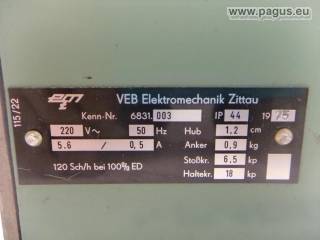 www.pagus.eu
VEB Elektromechanik Zittau
Kenn-Nr. 6831.003 IP 44 1975
220 V~ 50 Hz Hub 1,2 cm
5.6 / 0,5 A Anker 0,9 kg
Stoßkr. 6,5 kp
120 Sch/h bei 100% ED Haltekr. 18 kp
115/22